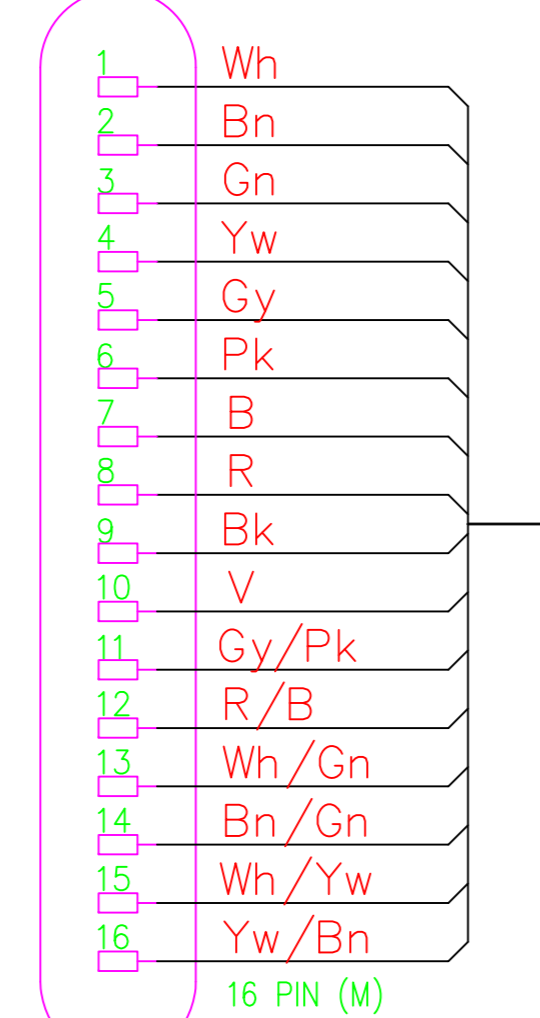 1 Wh
2 Bn
3 Gn
4 Yw
5 Gy
6 Pk
7 B
8 R
9 Bk
10 V
11 Gy/Pk
12 R/B
13 Wh/Gn
14 Bn/Gn
15 Wh/Yw
16 Yw/Bn
16 PIN (M)